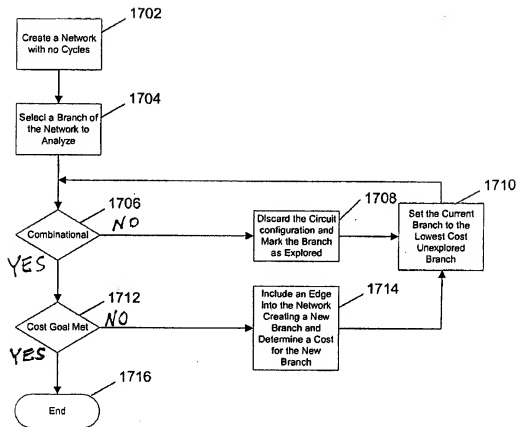 1702
Create a Network
with no Cycles
1704
Select a Branch of
the Network to
Analyze
1706
Combinational
NO
YES
1708
Discard the Circuit
configuration and
Mark the Branch
as Explored
1710
Set the Current
Branch to the
Lowest Cost
Unexplored
Branch
1712
Cost Goal Met
NO
YES
1714
Include an Edge
Into the Network
Creating a New
Branch and
Determine a Cost
for the New
Branch
1716
End